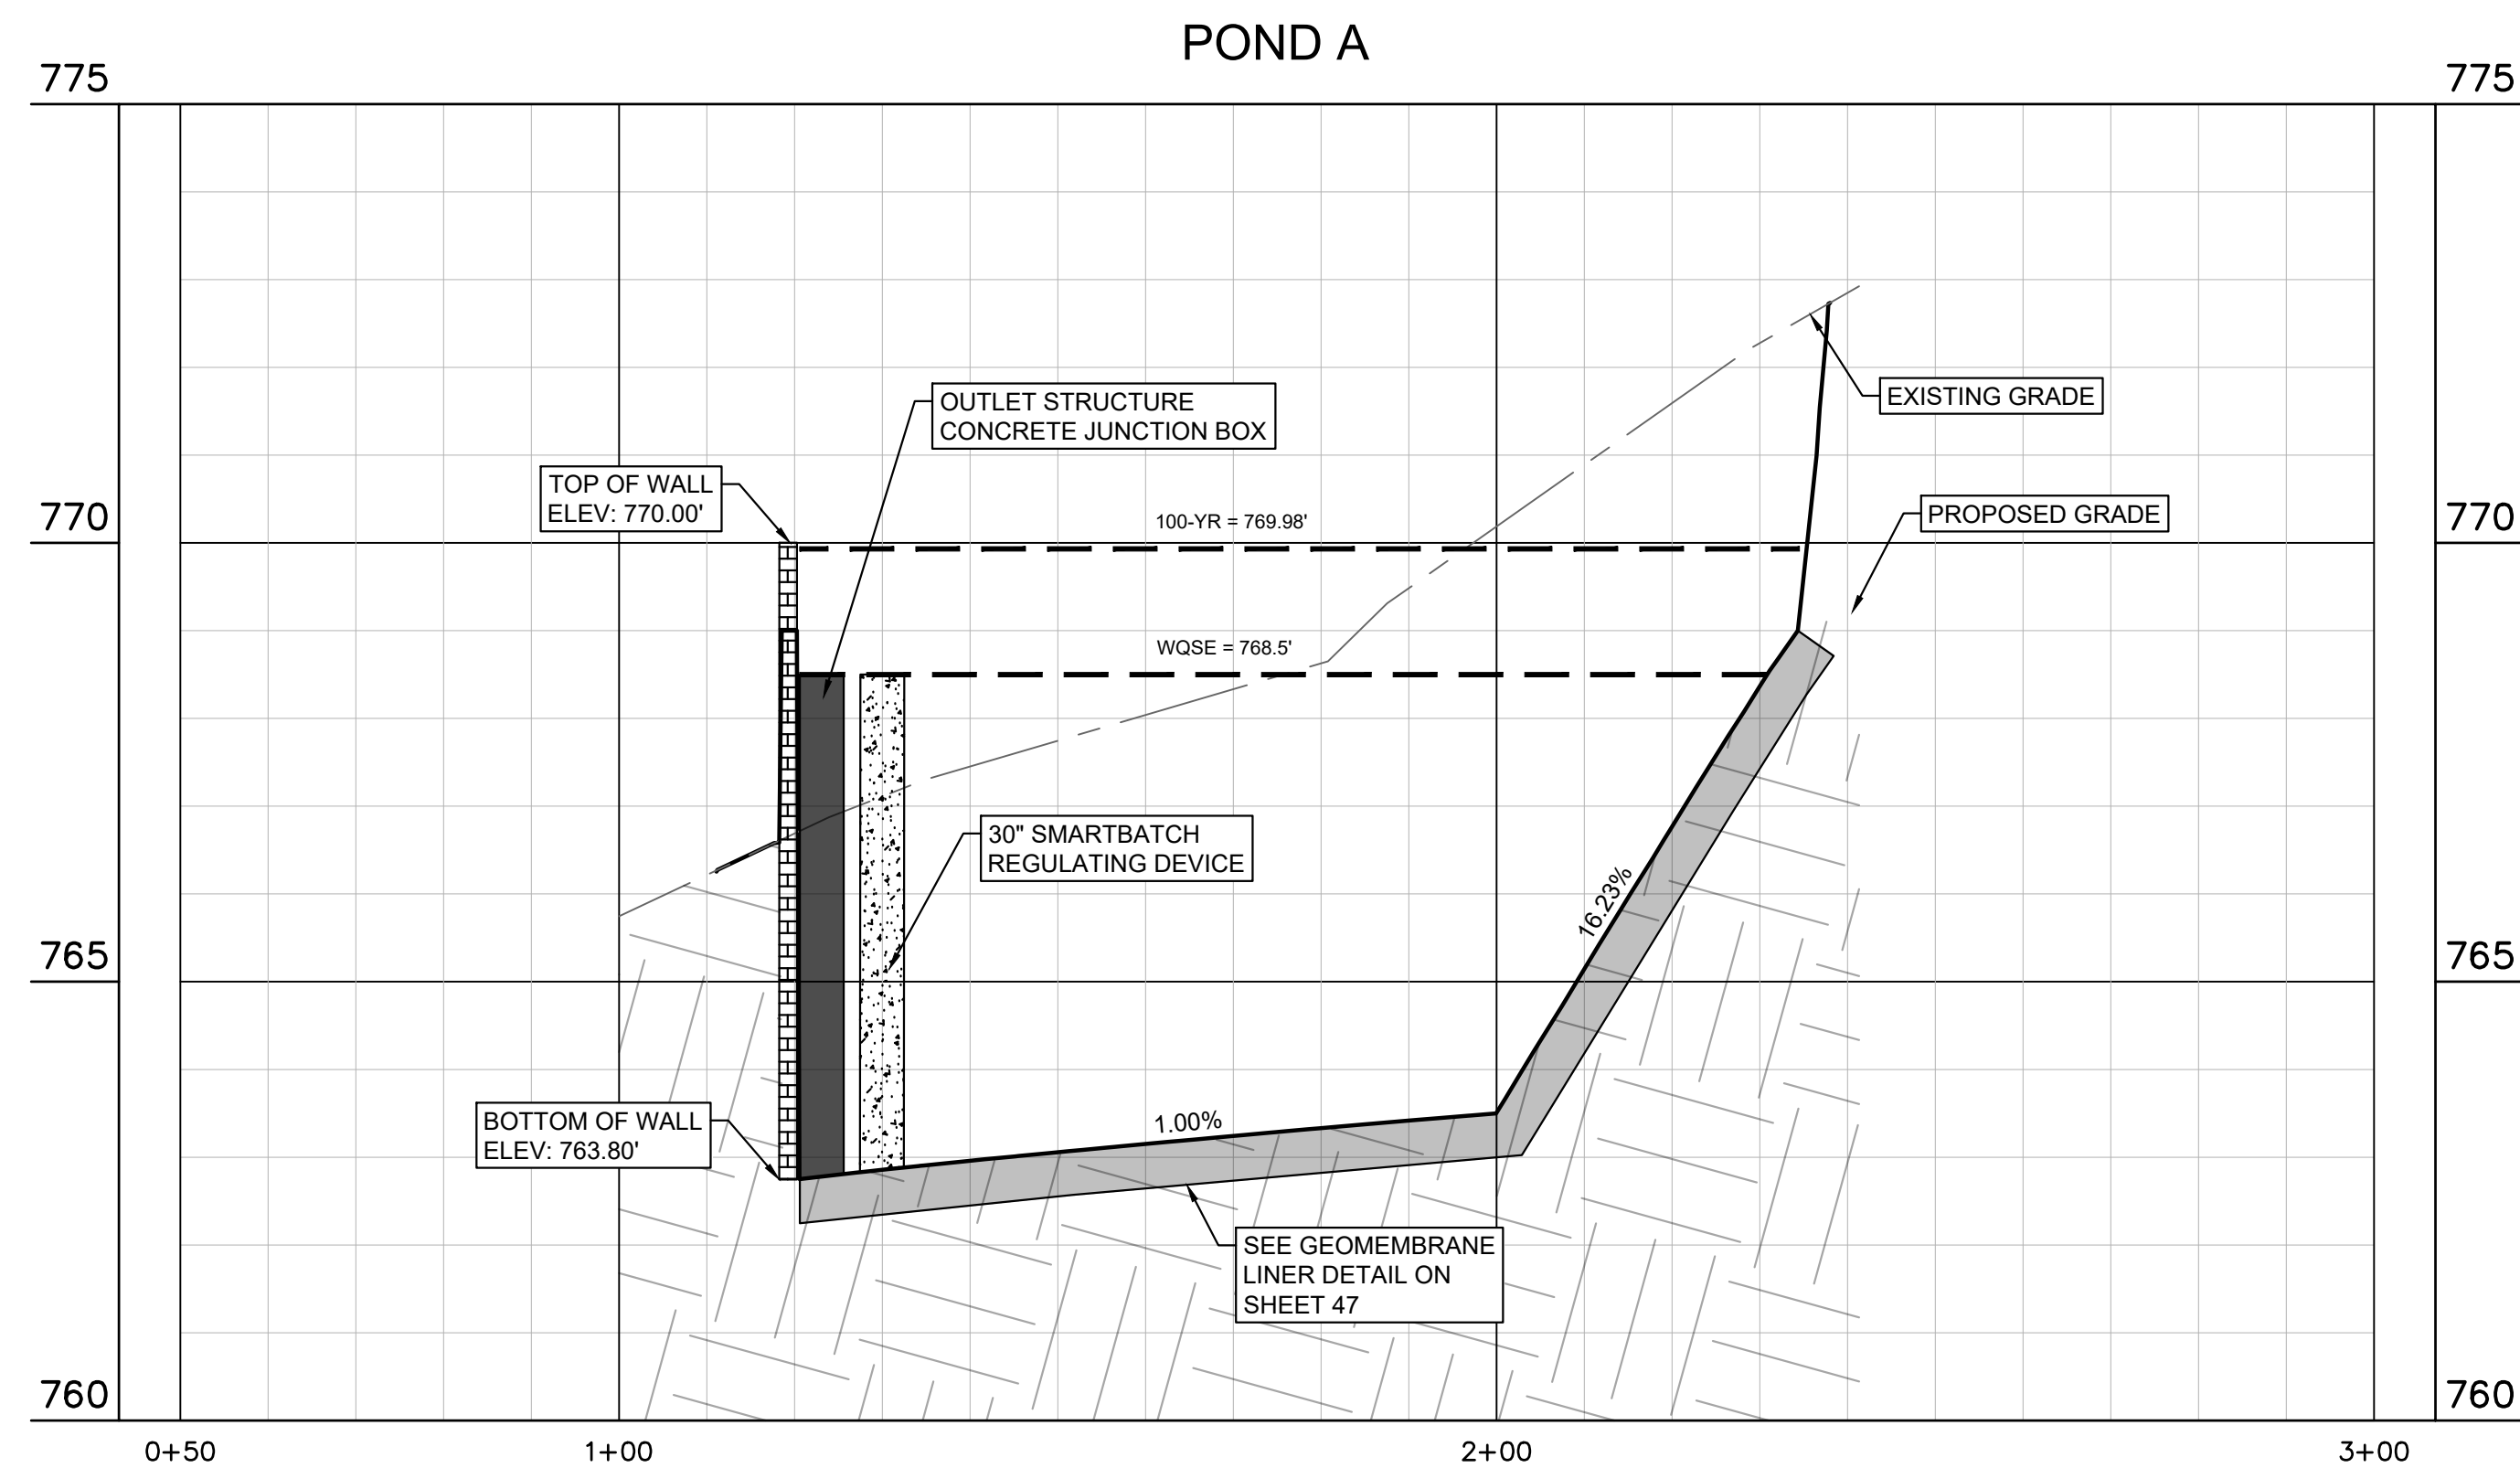 POND A
775
775
OUTLET STRUCTURE
CONCRETE JUNCTION BOX
EXISTING GRADE
TOP OF WALL
ELEV: 770.00'
770
100-YR = 769.98'
PROPOSED GRADE
770
WQSE = 768.5'
30" SMARTBATCH
REGULATING DEVICE
16.23%
765
765
BOTTOM OF WALL
ELEV: 763.80'
1.00%
SEE GEOMEMBRANE
LINER DETAIL ON
SHEET 47
760
760
0+50
1+00
2+00
3+00